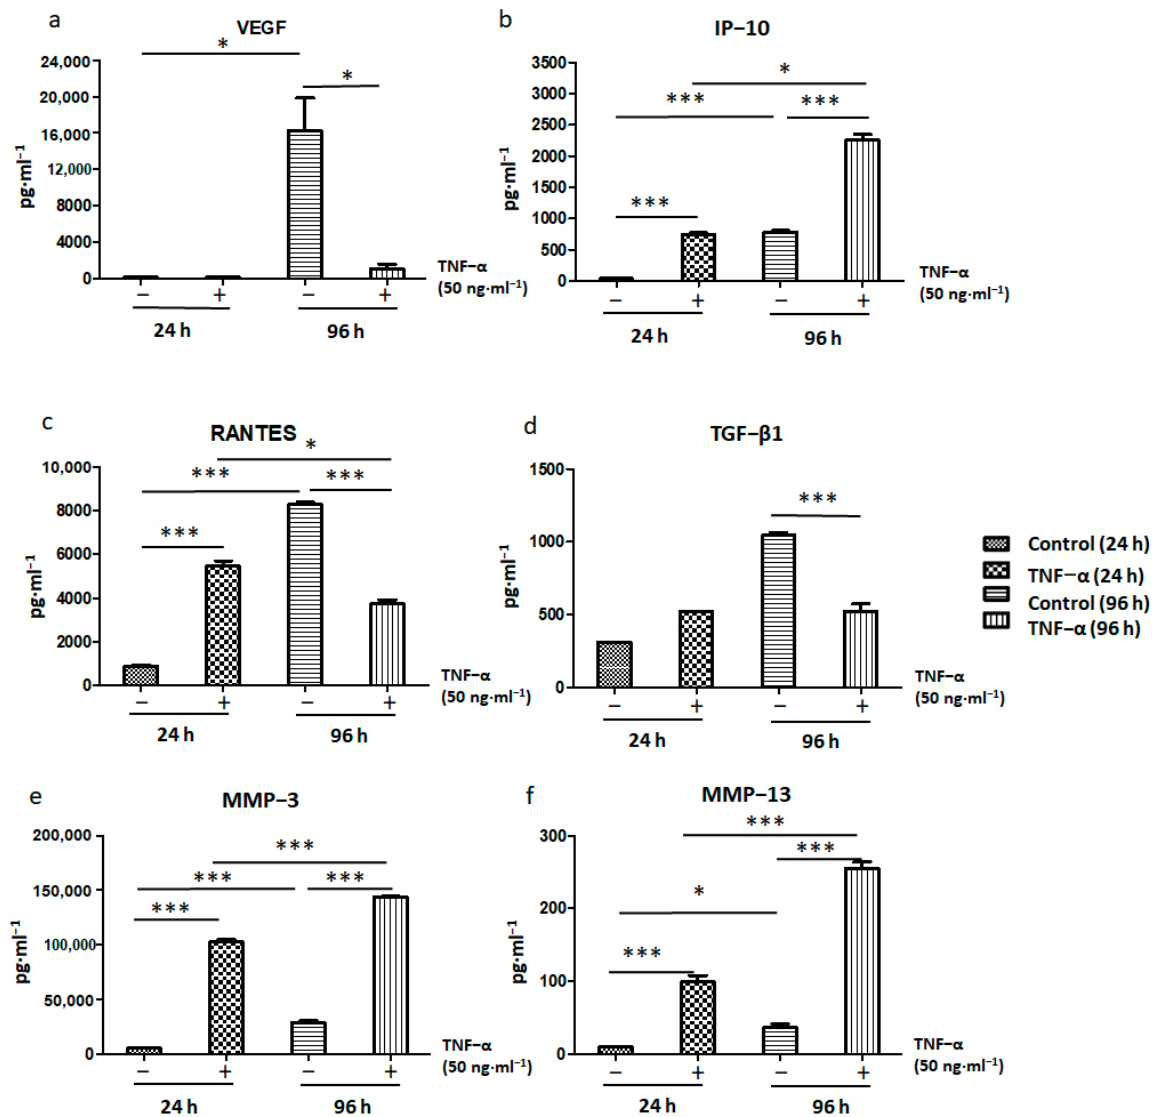 a
VEGF
*
*
24,000
20,000
16,000
12,000
8000
4000
0
pg·ml⁻¹
− + − +
TNF−α
(50 ng·ml⁻¹)
24 h 96 h
b
IP−10
*
***
***
***
3500
3000
2500
2000
1500
1000
500
0
pg·ml⁻¹
− + − +
TNF−α
(50 ng·ml⁻¹)
24 h 96 h
c
RANTES
*
***
***
***
10,000
8000
6000
4000
2000
0
pg·ml⁻¹
− + − +
TNF−α
(50 ng·ml⁻¹)
24 h 96 h
d
TGF−β1
***
1500
1000
500
0
pg·ml⁻¹
− + − +
TNF−α
(50 ng·ml⁻¹)
24 h 96 h
Control (24 h)
TNF−α (24 h)
Control (96 h)
TNF−α (96 h)
e
MMP−3
***
***
***
***
200,000
150,000
100,000
50,000
0
pg·ml⁻¹
− + − +
TNF−α
(50 ng·ml⁻¹)
24 h 96 h
f
MMP−13
***
***
*
***
300
200
100
0
pg·ml⁻¹
− + − +
TNF−α
(50 ng·ml⁻¹)
24 h 96 h